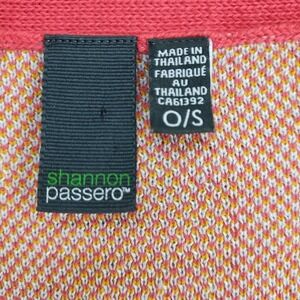 shannon
passero™
MADE IN
THAILAND
FABRIQUÉ
AU
THAILAND
CA61392
O/S